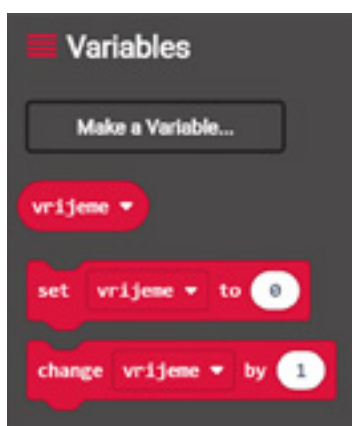 Variables
Make a Variable...
vrijeme
set vrijeme to 0
change vrijeme by 1